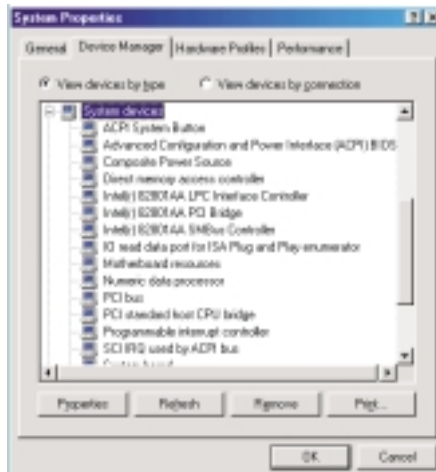 System Properties
General Device Manager Hardware Profiles Performance
View devices by type View devices by connection
System devices
ACPI System Button
Advanced Configuration and Power Interface (ACPI) BIOS
Composite Power Source
Direct memory access controller
Intel(r) 82801AA LPC Interface Controller
Intel(r) 82801AA PCI Bridge
Intel(r) 82801AA SMBus Controller
IO read data port for ISA Plug and Play enumerator
Motherboard resources
Numeric data processor
PCI bus
PCI standard host CPU bridge
Programmable interrupt controller
SCI IRQ used by ACPI bus
System board
Properties Refresh Remove Print...
OK Cancel